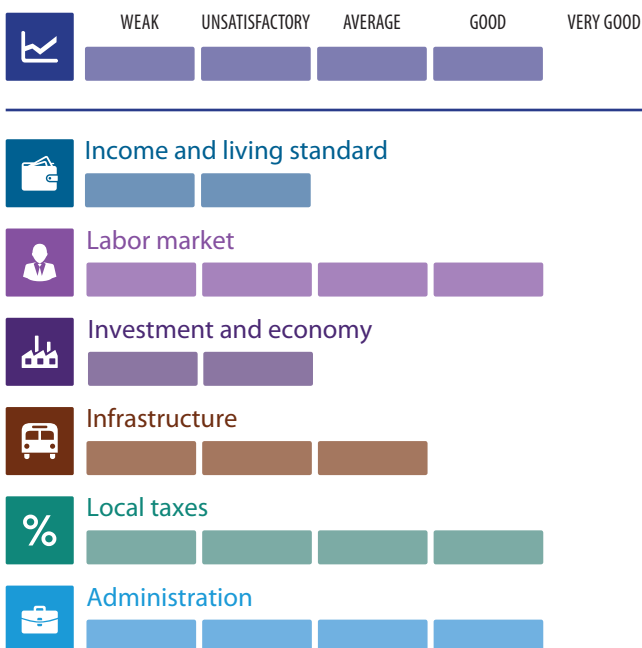 WEAK UNSATISFACTORY AVERAGE GOOD VERY GOOD
Income and living standard
Labor market
Investment and economy
Infrastructure
Local taxes
%
Administration